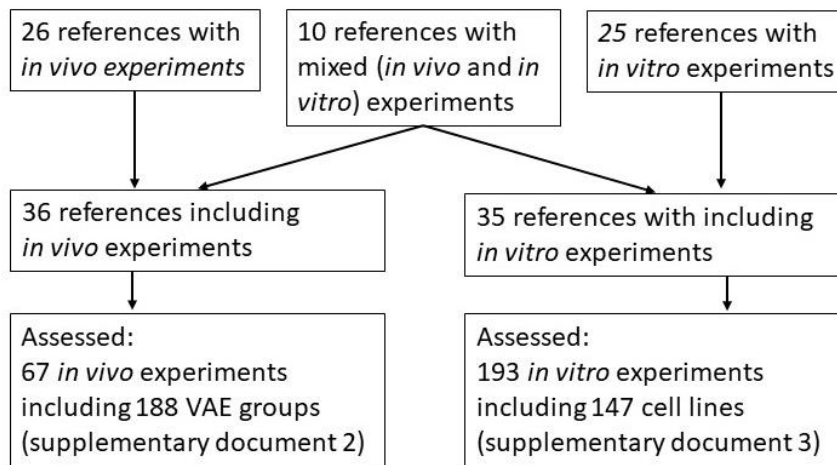 26 references with
in vivo experiments
10 references with
mixed (in vivo and in
vitro) experiments
25 references with
in vitro experiments
36 references including
in vivo experiments
35 references with including
in vitro experiments
Assessed:
67 in vivo experiments
including 188 VAE groups
(supplementary document 2)
Assessed:
193 in vitro experiments
including 147 cell lines
(supplementary document 3)